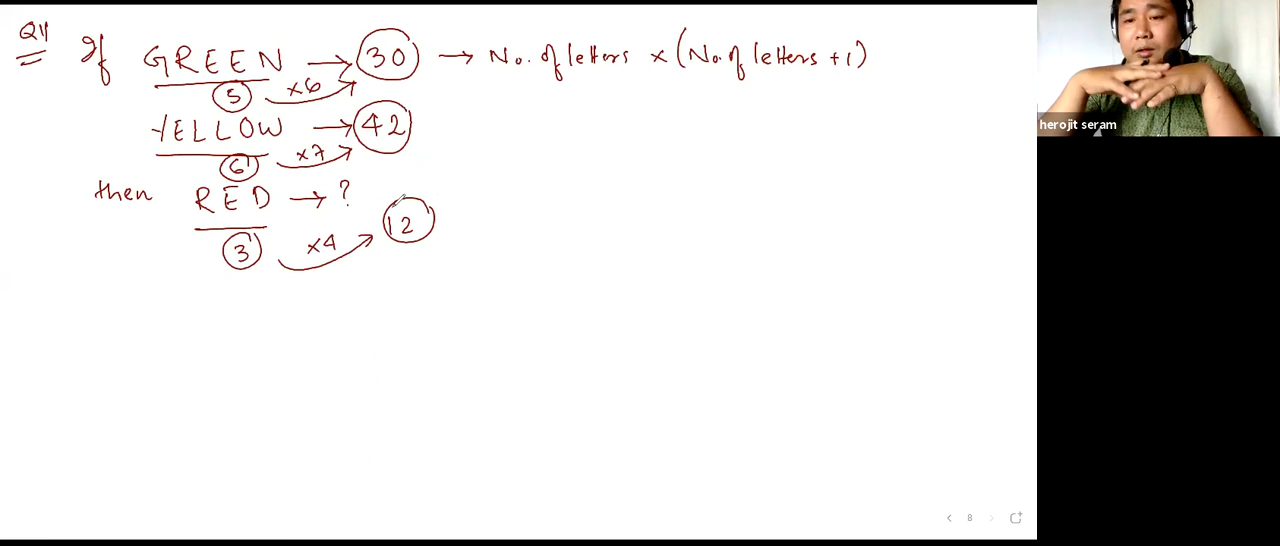 Q11 If GREEN → 30 → No. of letters × (No. of letters + 1)
5 ×6
YELLOW → 42
6 ×7
then RED → ?
3 ×4 12
herojit seram
8